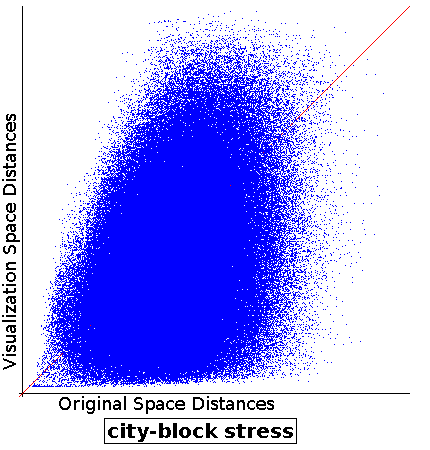 Visualization Space Distances
Original Space Distances
city-block stress